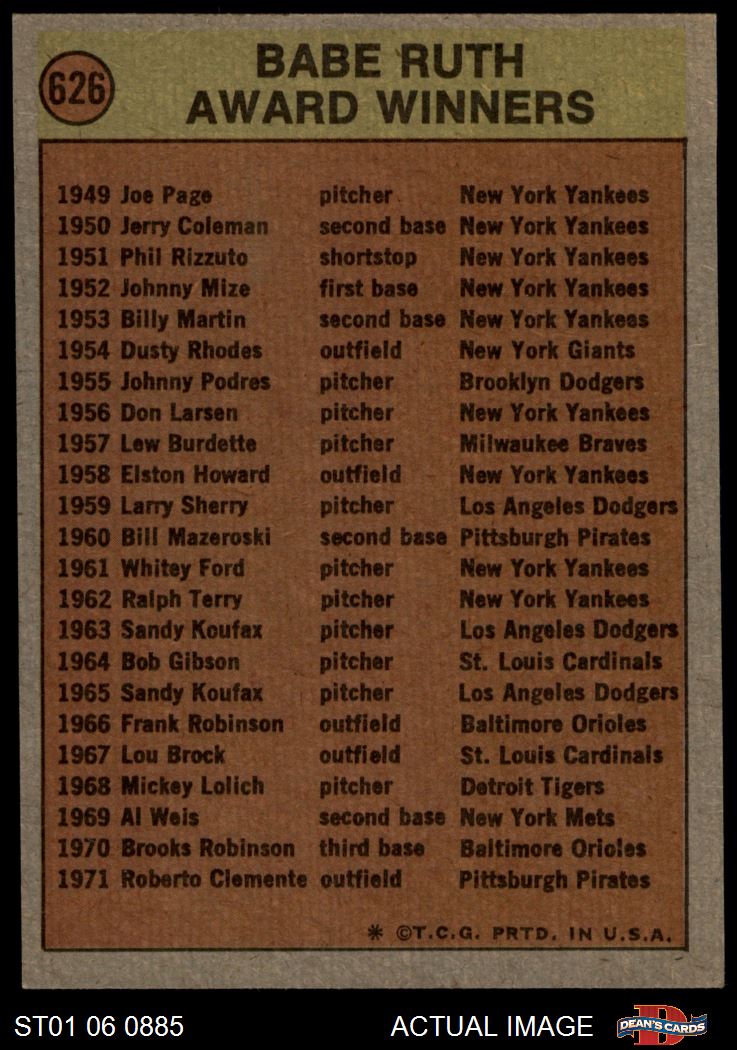 626
BABE RUTH
AWARD WINNERS
1949 Joe Page pitcher New York Yankees
1950 Jerry Coleman second base New York Yankees
1951 Phil Rizzuto shortstop New York Yankees
1952 Johnny Mize first base New York Yankees
1953 Billy Martin second base New York Yankees
1954 Dusty Rhodes outfield New York Giants
1955 Johnny Podres pitcher Brooklyn Dodgers
1956 Don Larsen pitcher New York Yankees
1957 Lew Burdette pitcher Milwaukee Braves
1958 Elston Howard outfield New York Yankees
1959 Larry Sherry pitcher Los Angeles Dodgers
1960 Bill Mazeroski second base Pittsburgh Pirates
1961 Whitey Ford pitcher New York Yankees
1962 Ralph Terry pitcher New York Yankees
1963 Sandy Koufax pitcher Los Angeles Dodgers
1964 Bob Gibson pitcher St. Louis Cardinals
1965 Sandy Koufax pitcher Los Angeles Dodgers
1966 Frank Robinson outfield Baltimore Orioles
1967 Lou Brock outfield St. Louis Cardinals
1968 Mickey Lolich pitcher Detroit Tigers
1969 Al Weis second base New York Mets
1970 Brooks Robinson third base Baltimore Orioles
1971 Roberto Clemente outfield Pittsburgh Pirates
* ©T.C.G. PRTD. IN U.S.A.
ST01 06 0885 ACTUAL IMAGE D DEAN'S CARDS